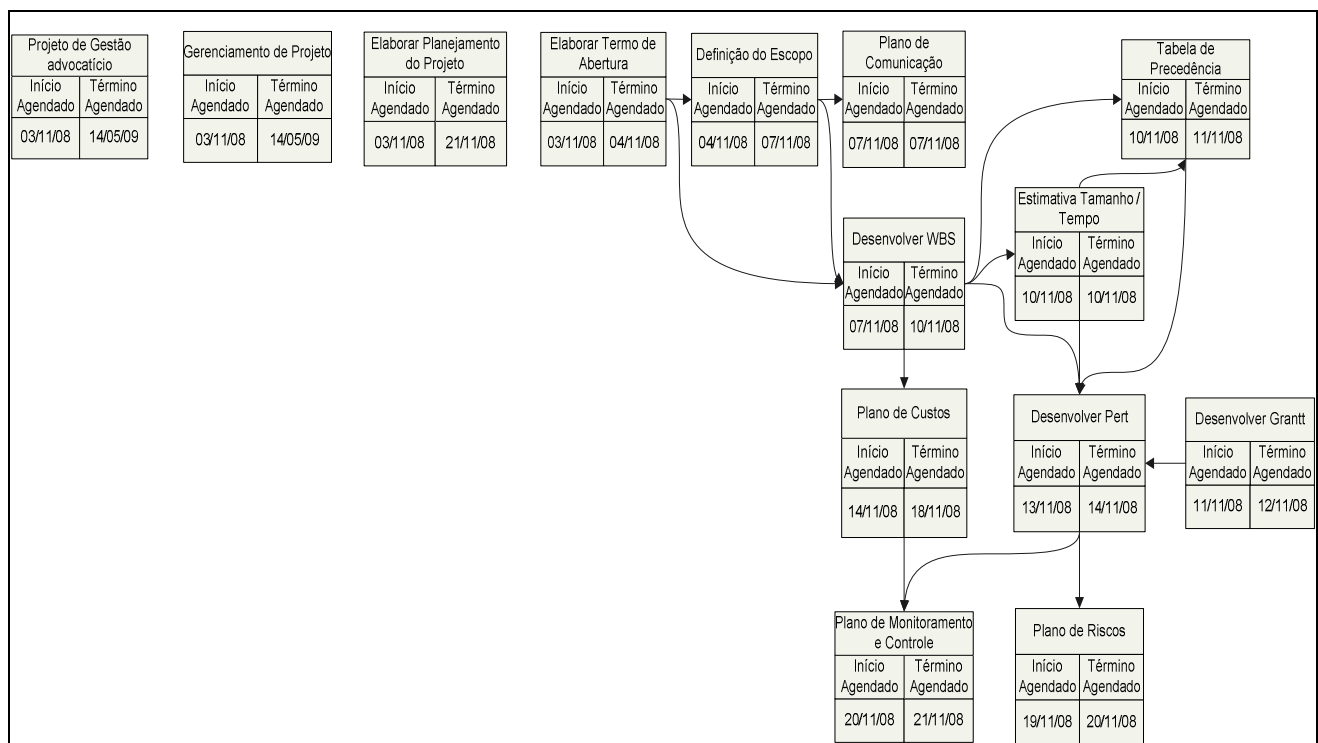 Projeto de Gestão
advocatício
Início
Agendado
Término
Agendado
03/11/08
14/05/09
Gerenciamento de Projeto
Início
Agendado
Término
Agendado
03/11/08
14/05/09
Elaborar Planejamento
do Projeto
Início
Agendado
Término
Agendado
03/11/08
21/11/08
Elaborar Termo de
Abertura
Início
Agendado
Término
Agendado
03/11/08
04/11/08
Definição do Escopo
Início
Agendado
Término
Agendado
04/11/08
07/11/08
Plano de
Comunicação
Início
Agendado
Término
Agendado
07/11/08
07/11/08
Tabela de
Precedência
Início
Agendado
Término
Agendado
10/11/08
11/11/08
Estimativa Tamanho /
Tempo
Início
Agendado
Término
Agendado
10/11/08
10/11/08
Desenvolver WBS
Início
Agendado
Término
Agendado
07/11/08
10/11/08
Plano de Custos
Início
Agendado
Término
Agendado
14/11/08
18/11/08
Desenvolver Pert
Início
Agendado
Término
Agendado
13/11/08
14/11/08
Desenvolver Grantt
Início
Agendado
Término
Agendado
11/11/08
12/11/08
Plano de Monitoramento
e Controle
Início
Agendado
Término
Agendado
20/11/08
21/11/08
Plano de Riscos
Início
Agendado
Término
Agendado
19/11/08
20/11/08